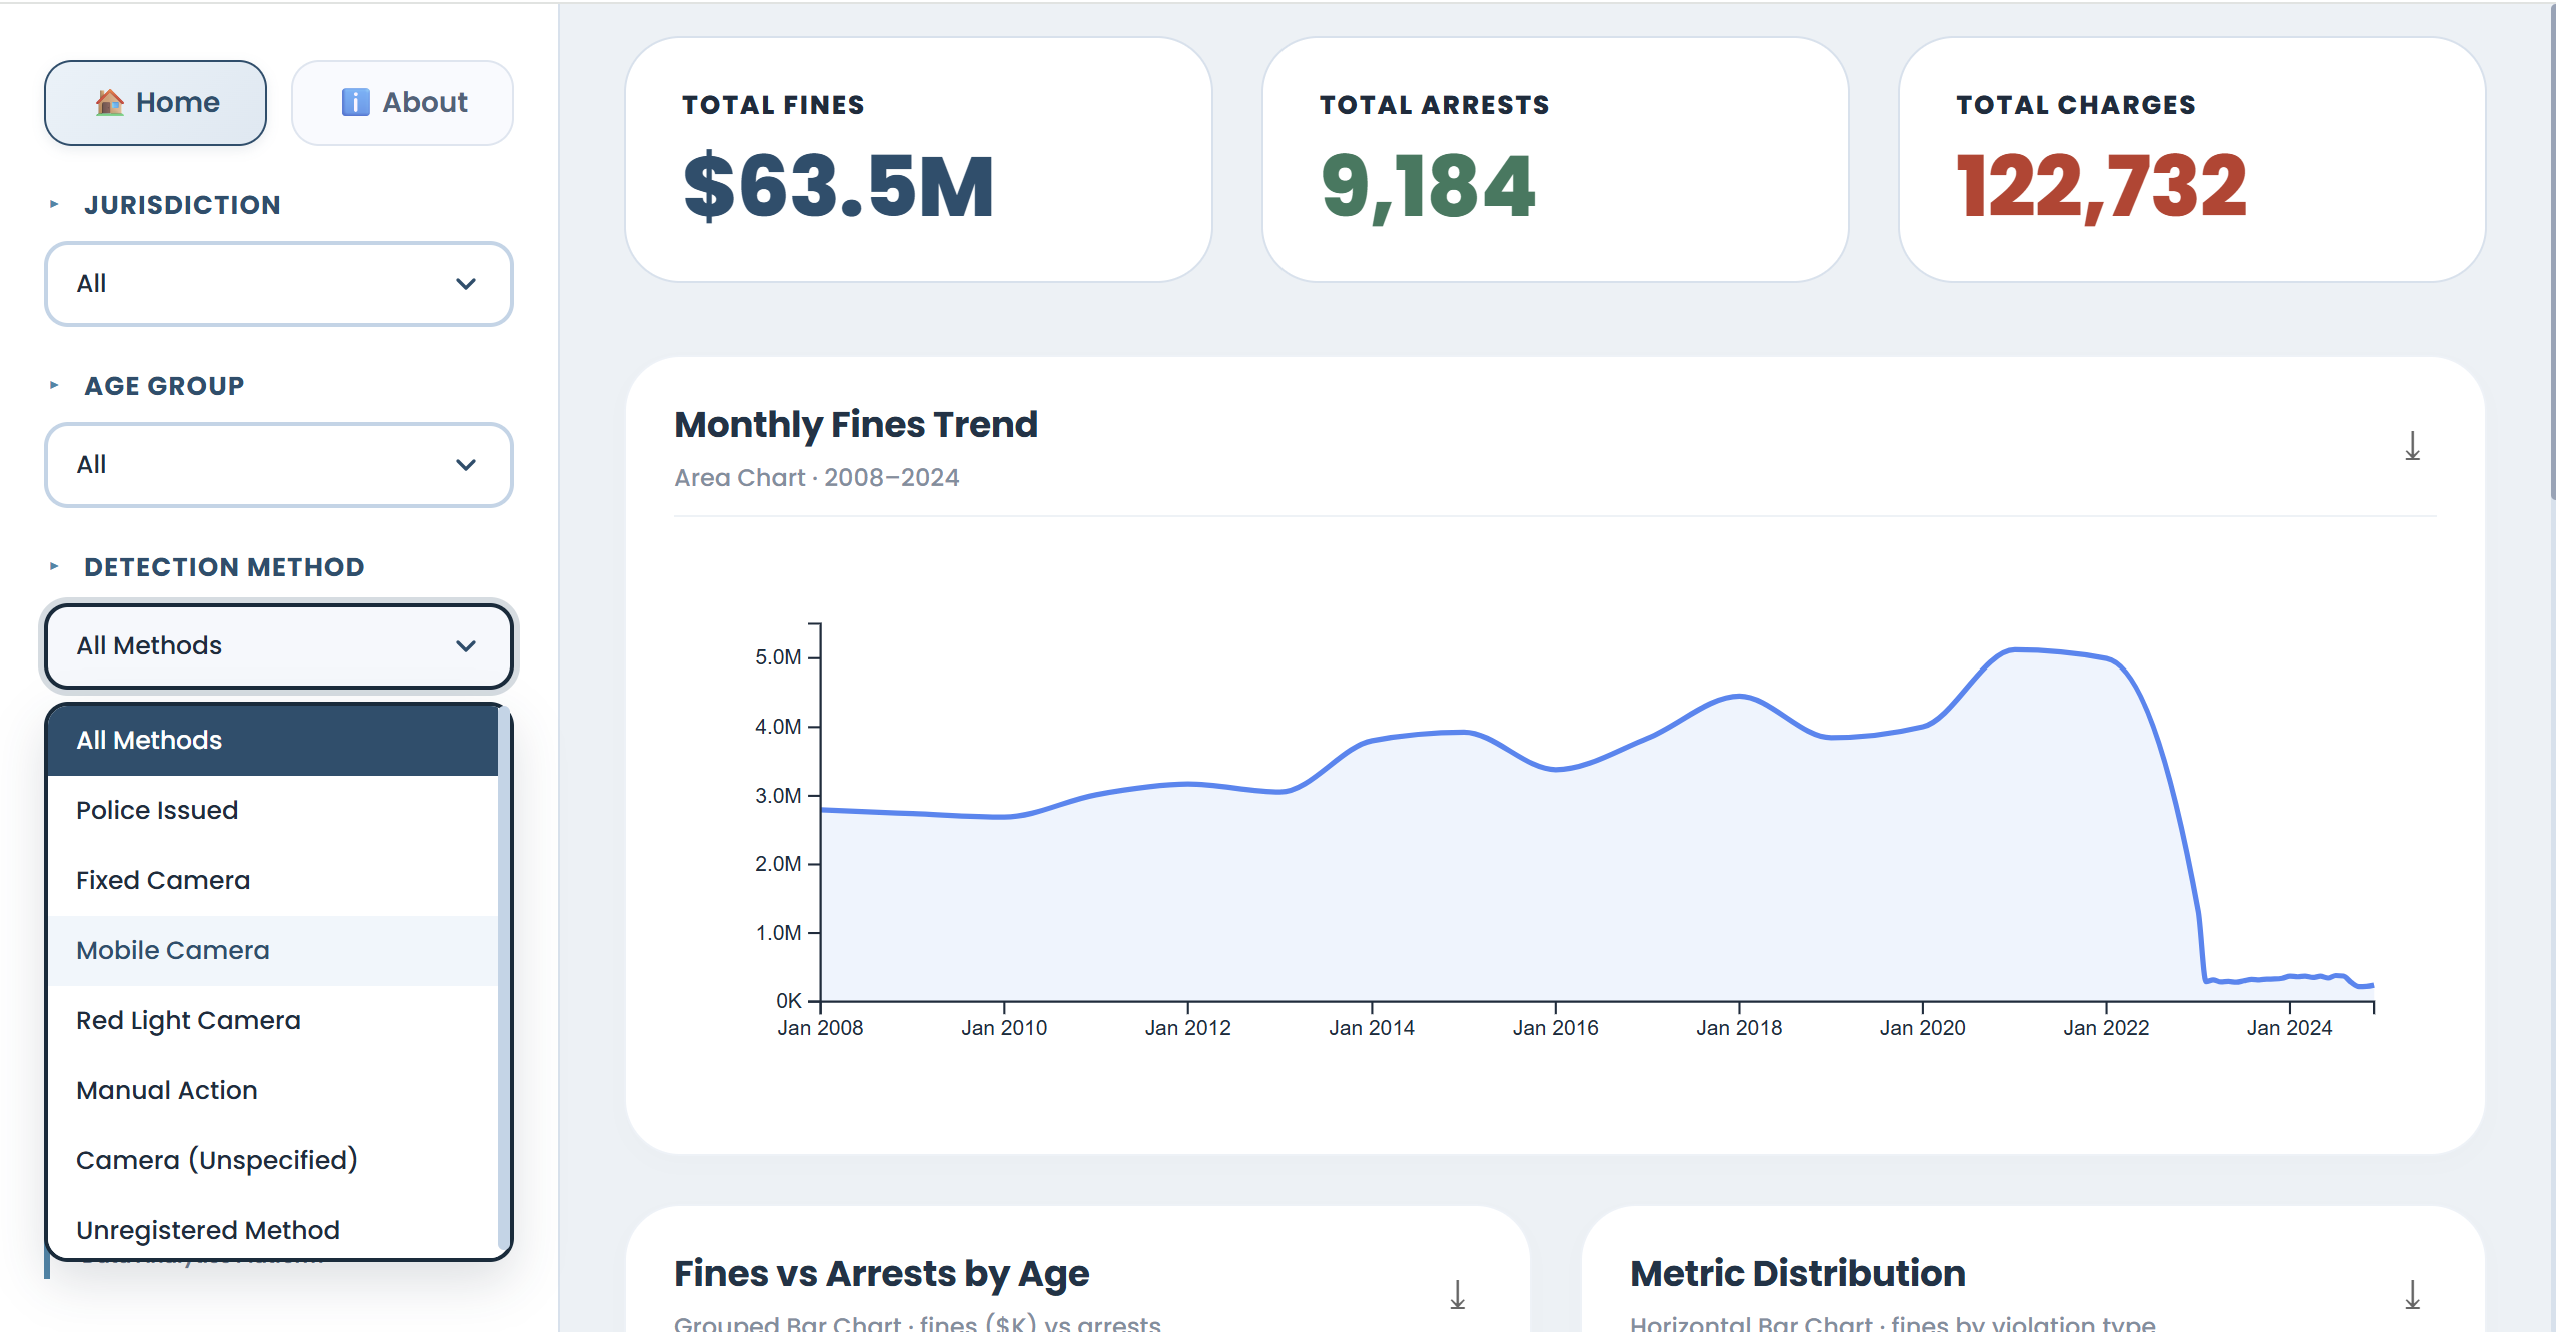 🏠 Home
ℹ️ About
JURISDICTION
All
AGE GROUP
All
DETECTION METHOD
All Methods
All Methods
Police Issued
Fixed Camera
Mobile Camera
Red Light Camera
Manual Action
Camera (Unspecified)
Unregistered Method
TOTAL FINES
$63.5M
TOTAL ARRESTS
9,184
TOTAL CHARGES
122,732
Monthly Fines Trend
Area Chart · 2008–2024
5.0M
4.0M
3.0M
2.0M
1.0M
0K
Jan 2008 Jan 2010 Jan 2012 Jan 2014 Jan 2016 Jan 2018 Jan 2020 Jan 2022 Jan 2024
Fines vs Arrests by Age
Grouped Bar Chart · fines ($K) vs arrests
Metric Distribution
Horizontal Bar Chart · fines by violation type